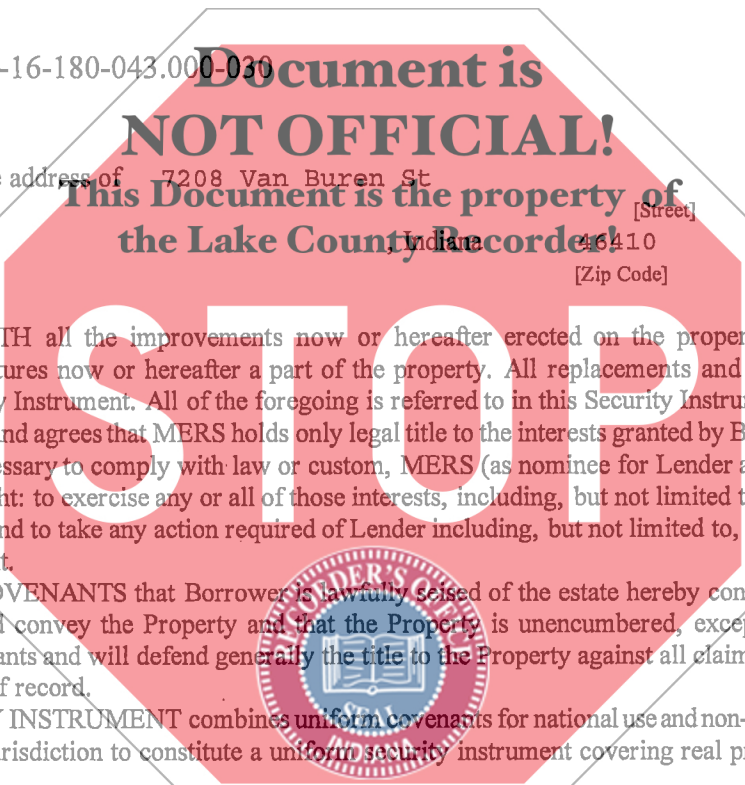 -16-180-043.000-030
Document is
NOT OFFICIAL!
address of 7208 Van Buren St
This Document is the property of
[Street]
the Lake County Recorder!
, Indiana 46410
[Zip Code]
STOP
TH all the improvements now or hereafter erected on the proper
tures now or hereafter a part of the property. All replacements and
y Instrument. All of the foregoing is referred to in this Security Instrum
nd agrees that MERS holds only legal title to the interests granted by B
essary to comply with law or custom, MERS (as nominee for Lender a
ht: to exercise any or all of those interests, including, but not limited t
nd to take any action required of Lender including, but not limited to,
t.
OVENANTS that Borrower is lawfully seised of the estate hereby con
d convey the Property and that the Property is unencumbered, excep
ants and will defend generally the title to the Property against all claim
f record.
Y INSTRUMENT combines uniform covenants for national use and non-
risdiction to constitute a uniform security instrument covering real pr
RECORDER'S OFFICE
SEAL